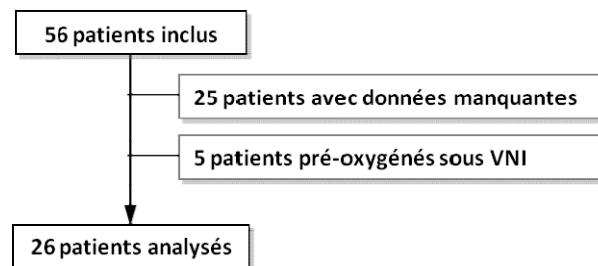 56 patients inclus
25 patients avec données manquantes
5 patients pré-oxygénés sous VNI
26 patients analysés